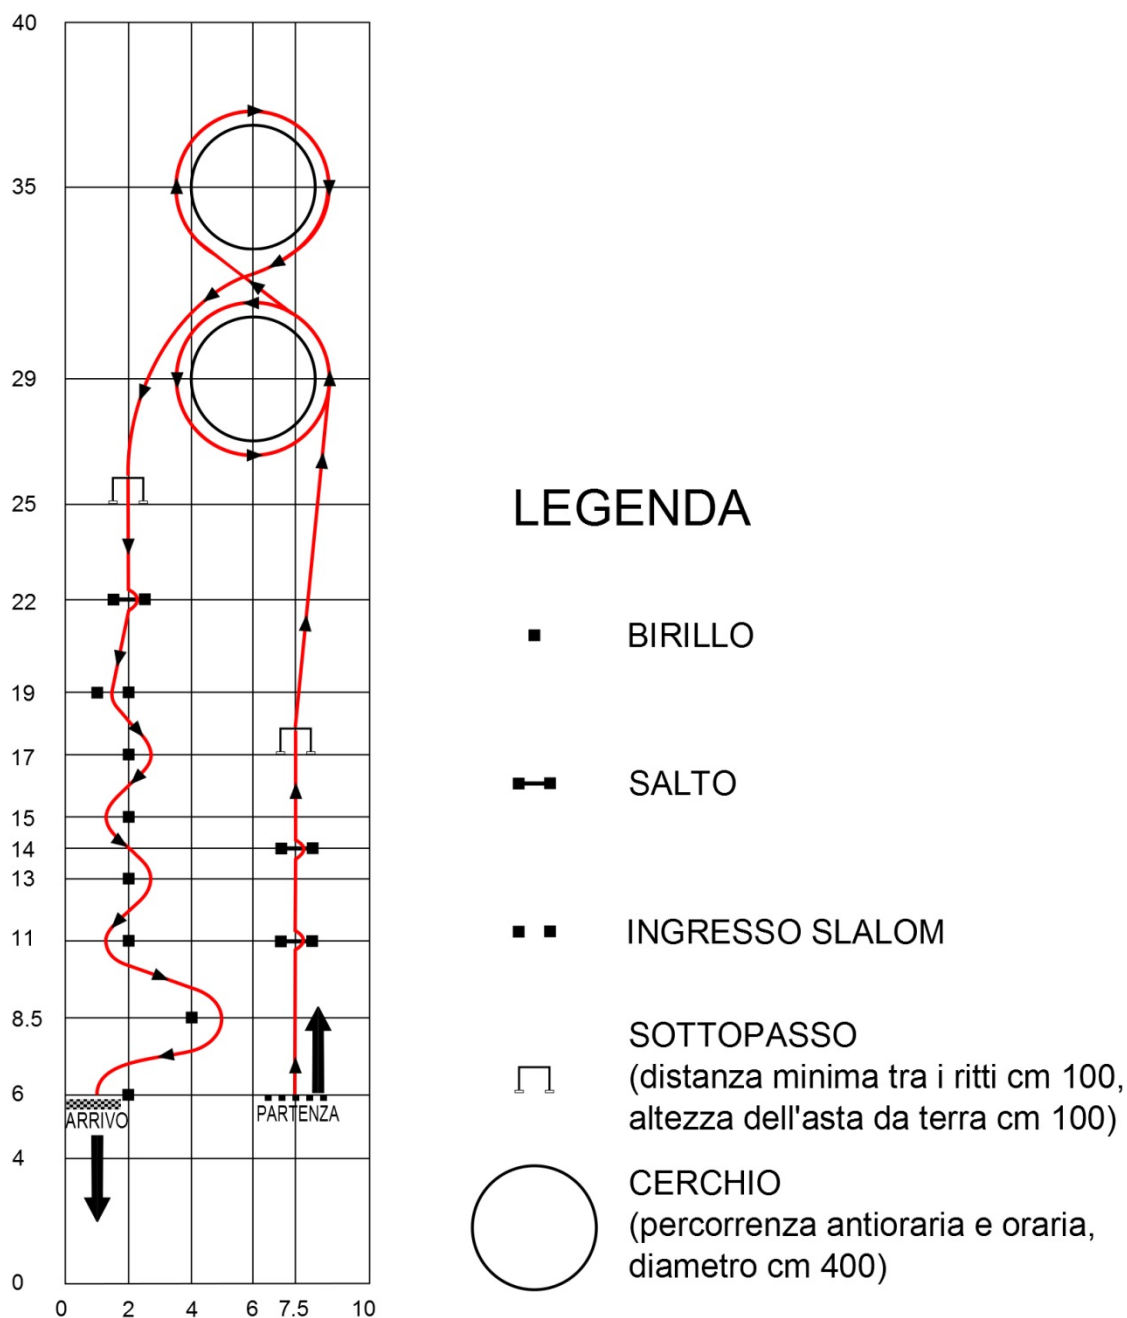 40
35
29
25
22
19
17
15
14
13
11
8.5
6
ARRIVO
PARTENZA
4
0
0 2 4 6 7.5 10
LEGENDA
BIRILLO
SALTO
INGRESSO SLALOM
SOTTOPASSO
(distanza minima tra i ritti cm 100,
altezza dell'asta da terra cm 100)
CERCHIO
(percorrenza antioraria e oraria,
diametro cm 400)